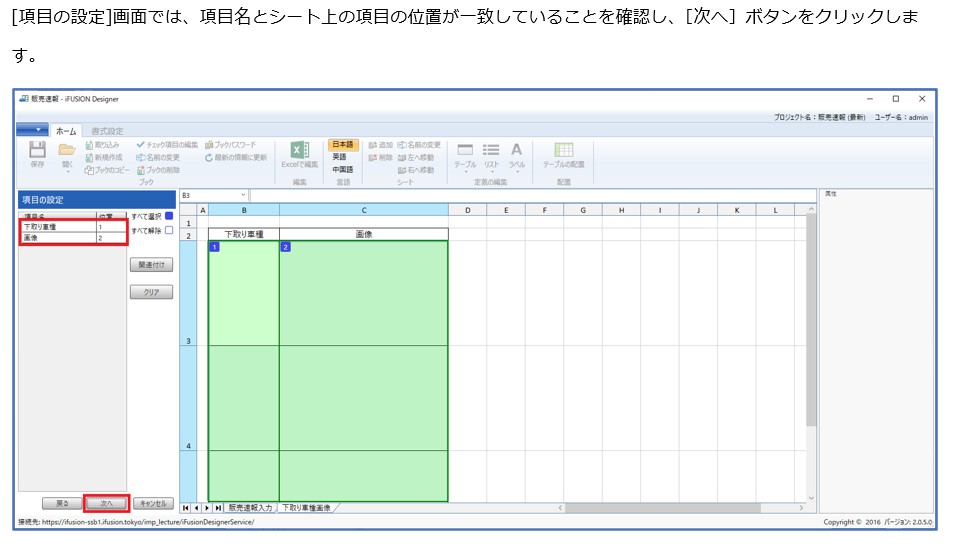 [項目の設定]画面では、項目名とシート上の項目の位置が一致していることを確認し、[次へ] ボタンをクリックしま
す。
販売速報 - iFUSION Designer
プロジェクト名：販売速報 (最新) ユーザー名：admin
ホーム 書式設定
保存 開く 取り込み 新規作成 ブックのコピー チェック項目の編集 名前の変更 ブックの削除 ブックパスワード 最新の情報に更新 Excelで編集 日本語 英語 中国語 追加 削除 名前の変更 左へ移動 右へ移動 テーブル リスト ラベル テーブルの配置
ブック 編集 言語 シート 定義の編集 配置
項目の設定 B3 属性
項目名 位置 すべて選択
下取り車種 1 すべて解除
画像 2
関連付け
クリア
A B C D E F G H I J K L
1
2 下取り車種 画像
1 2
3
4
戻る 次へ キャンセル 販売速報入力 下取り車種画像
接続先: https://ifusion-ssb1.ifusion.tokyo/imp_lecture/iFusionDesignerService/ Copyright © 2016 バージョン: 2.0.5.0